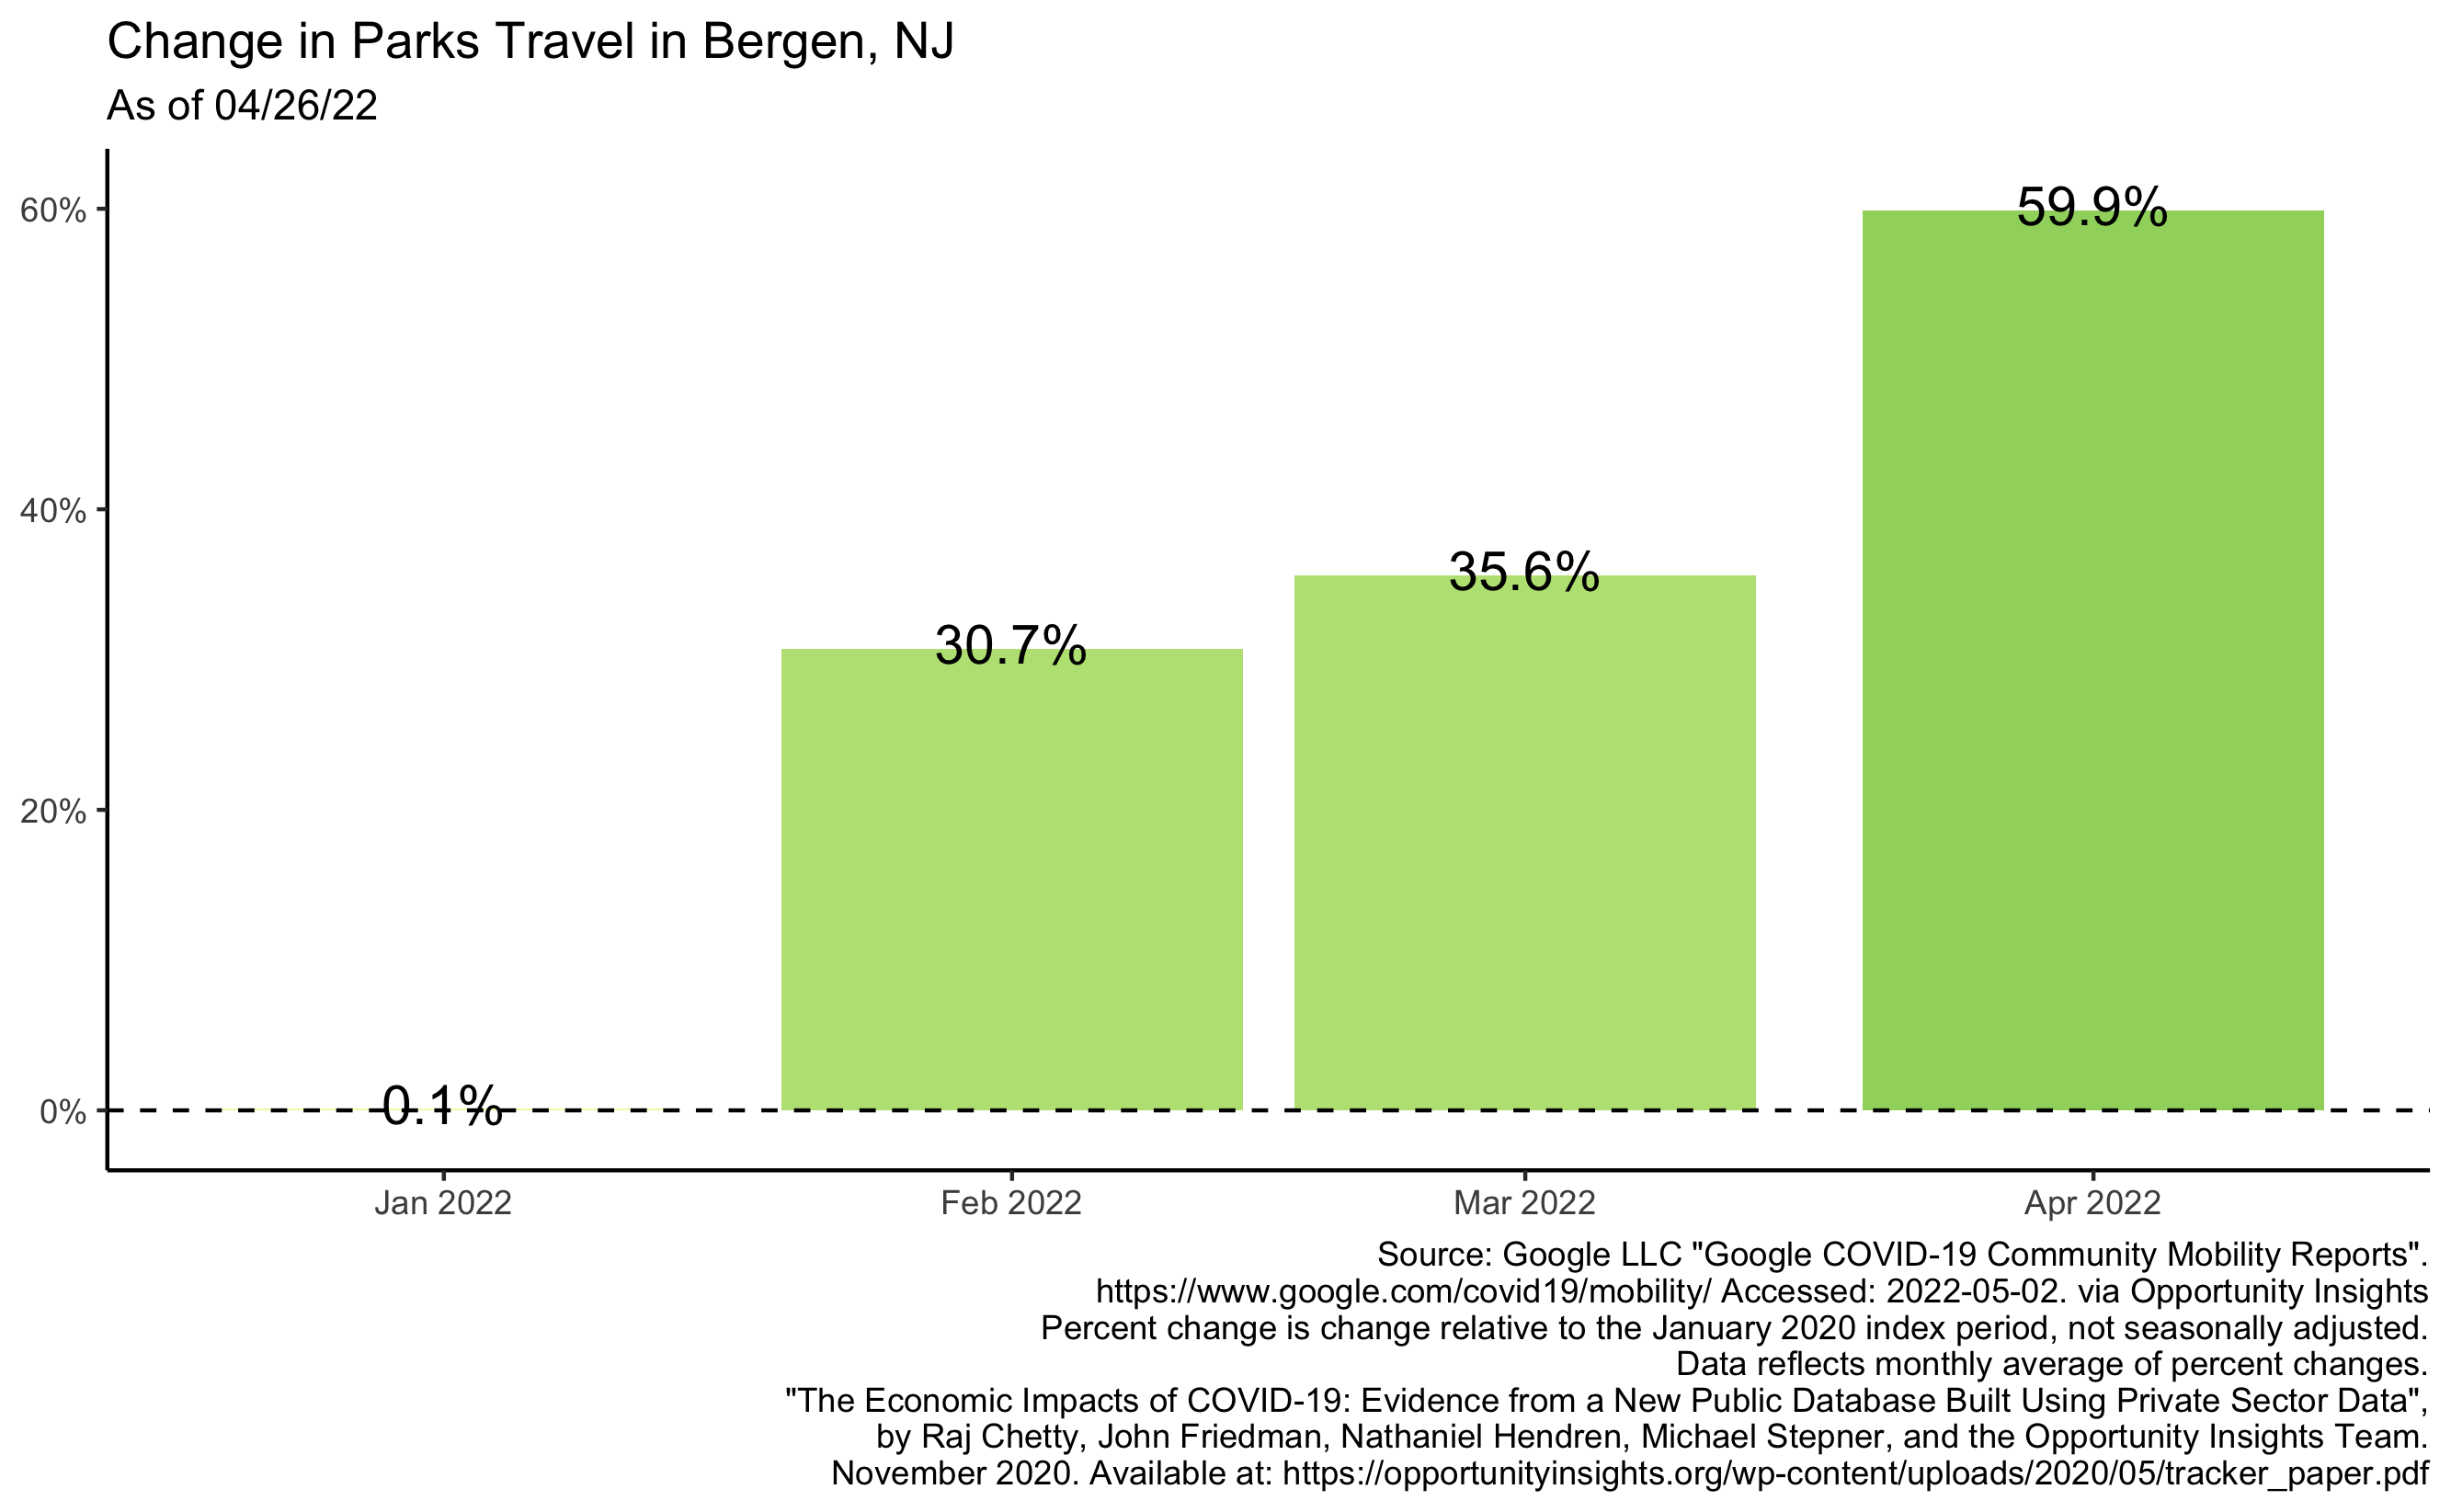 Change in Parks Travel in Bergen, NJ
As of 04/26/22
60%
40%
20%
0%
0.1%
30.7%
35.6%
59.9%
Jan 2022
Feb 2022
Mar 2022
Apr 2022
Source: Google LLC "Google COVID-19 Community Mobility Reports".
https://www.google.com/covid19/mobility/ Accessed: 2022-05-02. via Opportunity Insights
Percent change is change relative to the January 2020 index period, not seasonally adjusted.
Data reflects monthly average of percent changes.
"The Economic Impacts of COVID-19: Evidence from a New Public Database Built Using Private Sector Data",
by Raj Chetty, John Friedman, Nathaniel Hendren, Michael Stepner, and the Opportunity Insights Team.
November 2020. Available at: https://opportunityinsights.org/wp-content/uploads/2020/05/tracker_paper.pdf